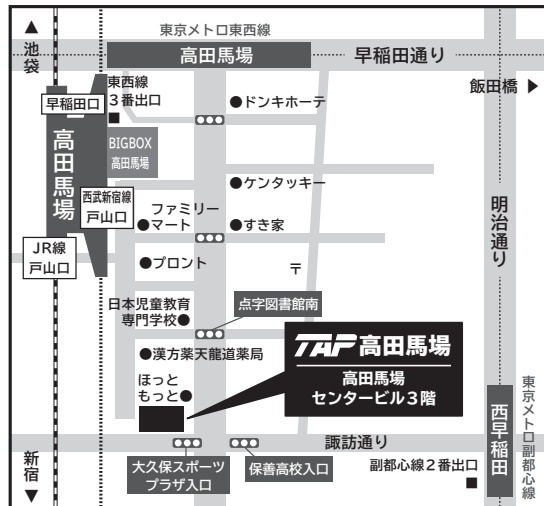 ▲
池袋
東京メトロ東西線
高田馬場
早稲田通り
飯田橋 ▶
早稲田口
東西線
3番出口
■
●ドンキホーテ
高田馬場
BIGBOX
高田馬場
●ケンタッキー
西武新宿線
戸山口
ファミリー
●マート
●すき家
明治通り
JR線
戸山口
●プロント
〒
日本児童教育
専門学校●
点字図書館南
●漢方薬天龍道薬局
TAP高田馬場
高田馬場
センタービル3階
ほっと
もっと●
西早稲田
東京メトロ副都心線
諏訪通り
大久保スポーツ
プラザ入口
保善高校入口
副都心線2番出口
■
新宿
▼